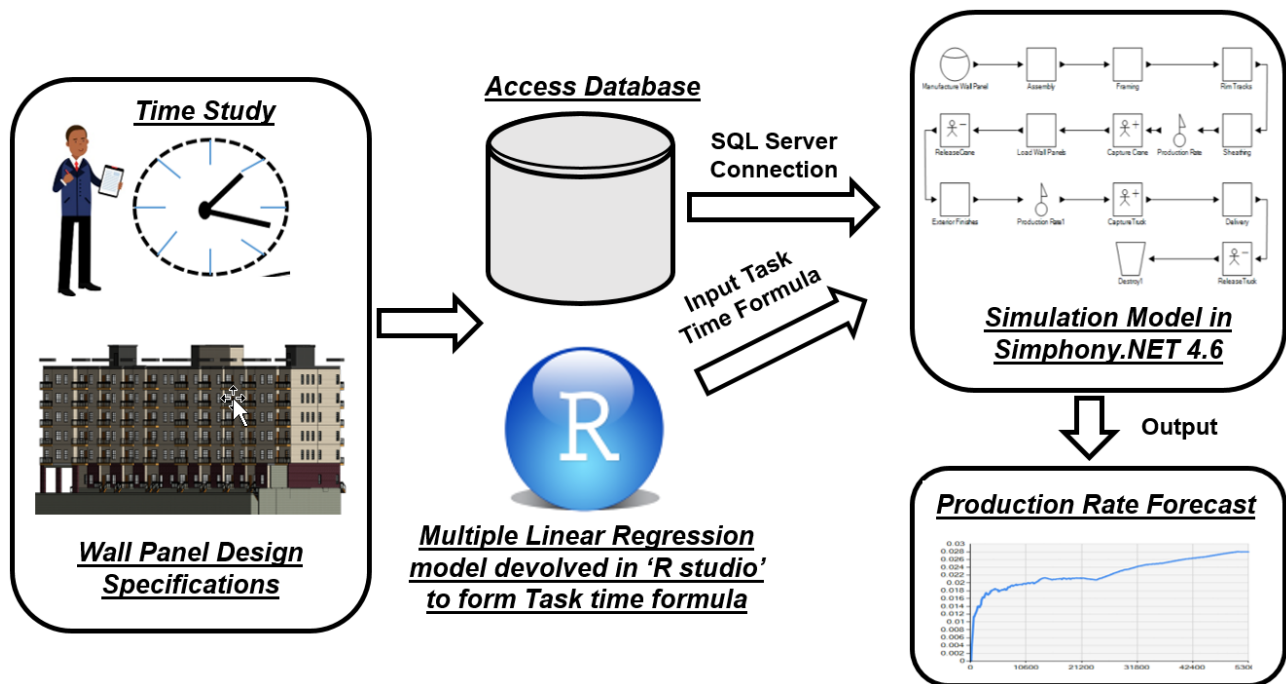 Time Study
Wall Panel Design
Specifications
Access Database
R
Multiple Linear Regression
model devolved in ‘R studio’
to form Task time formula
SQL Server
Connection
Input Task
Time Formula
Manufacture Wall Panel
Assembly
Framing
Rim Tracks
ReleaseCrane
Load Wall Panels
Capture Crane
Production Rate
Sheathing
Exterior Finishes
Production Rate1
CaptureTruck
Delivery
Destroy1
ReleaseTruck
Simulation Model in
Simphony.NET 4.6
Output
Production Rate Forecast
0.03
0.028
0.026
0.024
0.022
0.02
0.018
0.016
0.014
0.012
0.01
0.008
0.006
0.004
0.002
0
0 10600 21200 31800 42400 5300